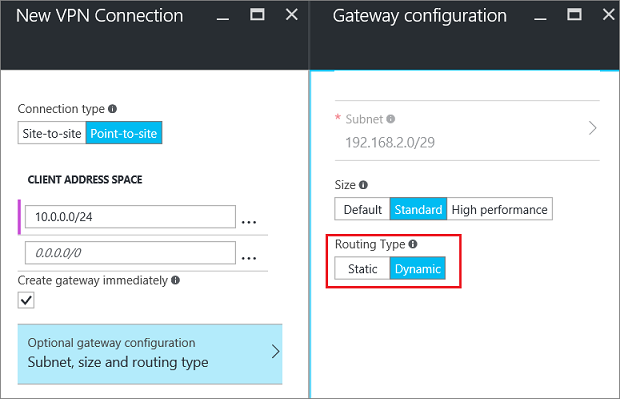 New VPN Connection
Connection type
Site-to-site Point-to-site
CLIENT ADDRESS SPACE
10.0.0.0/24 ...
0.0.0.0/0 ...
Create gateway immediately
Optional gateway configuration
Subnet, size and routing type
Gateway configuration
* Subnet
192.168.2.0/29
Size
Default Standard High performance
Routing Type
Static Dynamic